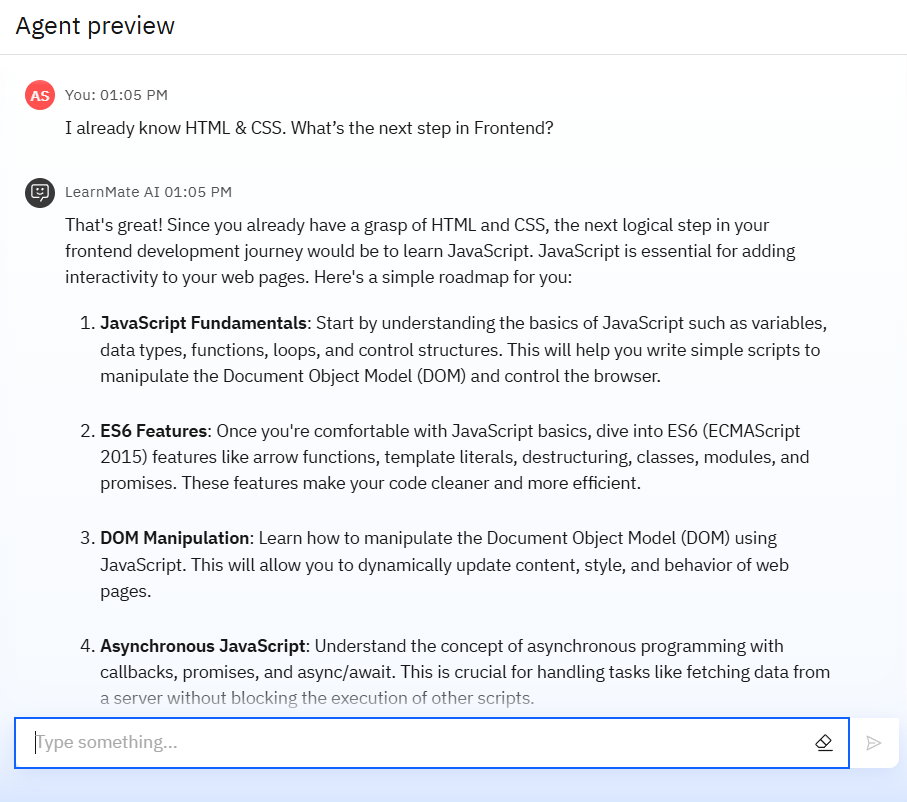 Agent preview
AS
You: 01:05 PM
I already know HTML & CSS. What’s the next step in Frontend?
LearnMate AI 01:05 PM
That's great! Since you already have a grasp of HTML and CSS, the next logical step in your
frontend development journey would be to learn JavaScript. JavaScript is essential for adding
interactivity to your web pages. Here's a simple roadmap for you:
1. JavaScript Fundamentals: Start by understanding the basics of JavaScript such as variables,
data types, functions, loops, and control structures. This will help you write simple scripts to
manipulate the Document Object Model (DOM) and control the browser.
2. ES6 Features: Once you're comfortable with JavaScript basics, dive into ES6 (ECMAScript
2015) features like arrow functions, template literals, destructuring, classes, modules, and
promises. These features make your code cleaner and more efficient.
3. DOM Manipulation: Learn how to manipulate the Document Object Model (DOM) using
JavaScript. This will allow you to dynamically update content, style, and behavior of web
pages.
4. Asynchronous JavaScript: Understand the concept of asynchronous programming with
callbacks, promises, and async/await. This is crucial for handling tasks like fetching data from
a server without blocking the execution of other scripts.
Type something...